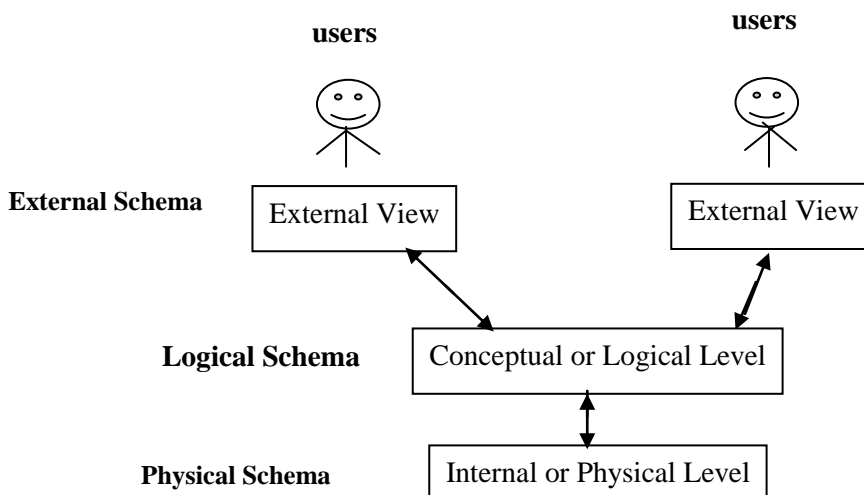 users
users
External Schema
External View
External View
Logical Schema
Conceptual or Logical Level
Physical Schema
Internal or Physical Level